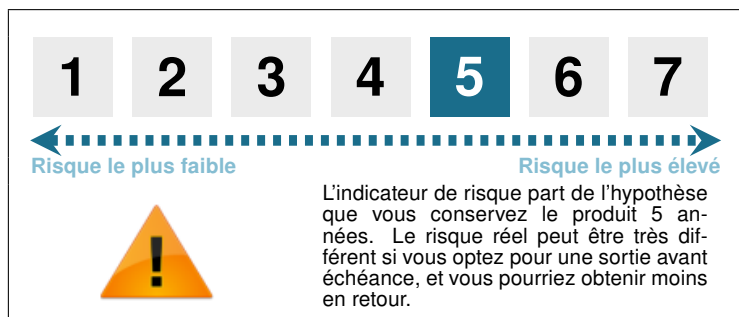 1 2 3 4 5 6 7
Risque le plus faible Risque le plus élevé
L'indicateur de risque part de l'hypothèse
que vous conservez le produit 5 an-
nées. Le risque réel peut être très dif-
férent si vous optez pour une sortie avant
échéance, et vous pourriez obtenir moins
en retour.
!